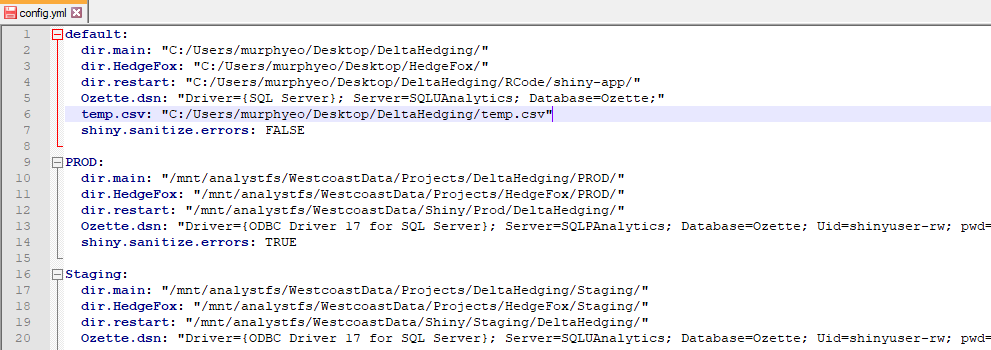 config.yml
1 default:
2 dir.main: "C:/Users/murphyeo/Desktop/DeltaHedging/"
3 dir.HedgeFox: "C:/Users/murphyeo/Desktop/HedgeFox/"
4 dir.restart: "C:/Users/murphyeo/Desktop/DeltaHedging/RCode/shiny-app/"
5 Ozette.dsn: "Driver={SQL Server}; Server=SQLUAnalytics; Database=Ozette;"
6 temp.csv: "C:/Users/murphyeo/Desktop/DeltaHedging/temp.csv"
7 shiny.sanitize.errors: FALSE
8
9 PROD:
10 dir.main: "/mnt/analystfs/WestcoastData/Projects/DeltaHedging/PROD/"
11 dir.HedgeFox: "/mnt/analystfs/WestcoastData/Projects/HedgeFox/PROD/"
12 dir.restart: "/mnt/analystfs/WestcoastData/Shiny/Prod/DeltaHedging/"
13 Ozette.dsn: "Driver={ODBC Driver 17 for SQL Server}; Server=SQLPAnalytics; Database=Ozette; Uid=shinyuser-rw; pwd=
14 shiny.sanitize.errors: TRUE
15
16 Staging:
17 dir.main: "/mnt/analystfs/WestcoastData/Projects/DeltaHedging/Staging/"
18 dir.HedgeFox: "/mnt/analystfs/WestcoastData/Projects/HedgeFox/Staging/"
19 dir.restart: "/mnt/analystfs/WestcoastData/Shiny/Staging/DeltaHedging/"
20 Ozette.dsn: "Driver={ODBC Driver 17 for SQL Server}; Server=SQLUAnalytics; Database=Ozette; Uid=shinyuser-rw; pwd=